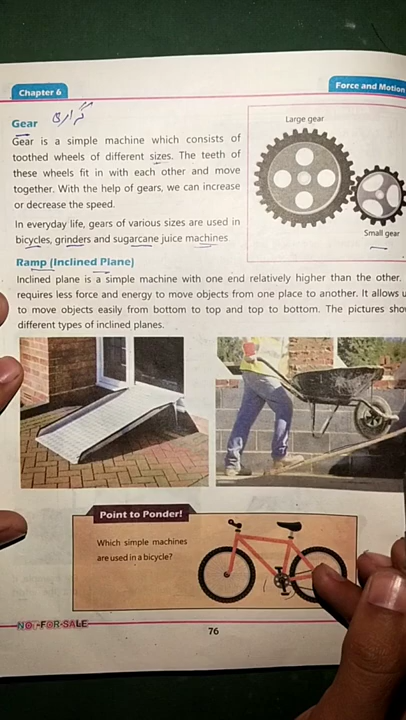 Chapter 6
Force and Motion
Gear گراری
Gear is a simple machine which consists of
toothed wheels of different sizes. The teeth of
these wheels fit in with each other and move
together. With the help of gears, we can increase
or decrease the speed.
In everyday life, gears of various sizes are used in
bicycles, grinders and sugarcane juice machines
Large gear
Small gear
Ramp (Inclined Plane)
Inclined plane is a simple machine with one end relatively higher than the other.
requires less force and energy to move objects from one place to another. It allows
to move objects easily from bottom to top and top to bottom. The pictures
different types of inclined planes.
Point to Ponder!
Which simple machines
are used in a bicycle?
NOT-FOR-SALE
76